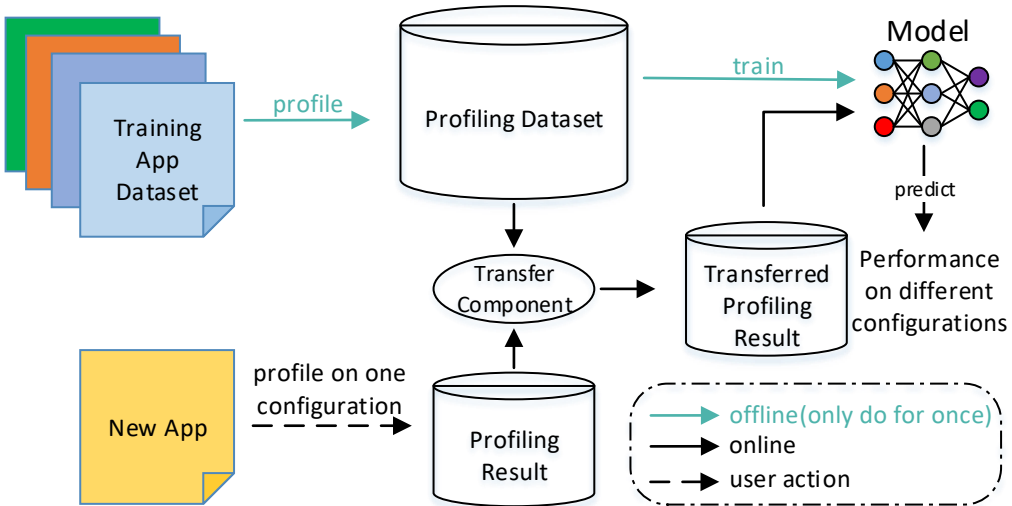 Model
train
profile
Profiling Dataset
Training
App
Dataset
predict
Transfer
Component
Transferred
Profiling
Result
Performance
on different
configurations
profile on one
configuration
New App
Profiling
Result
offline(only do for once)
online
user action